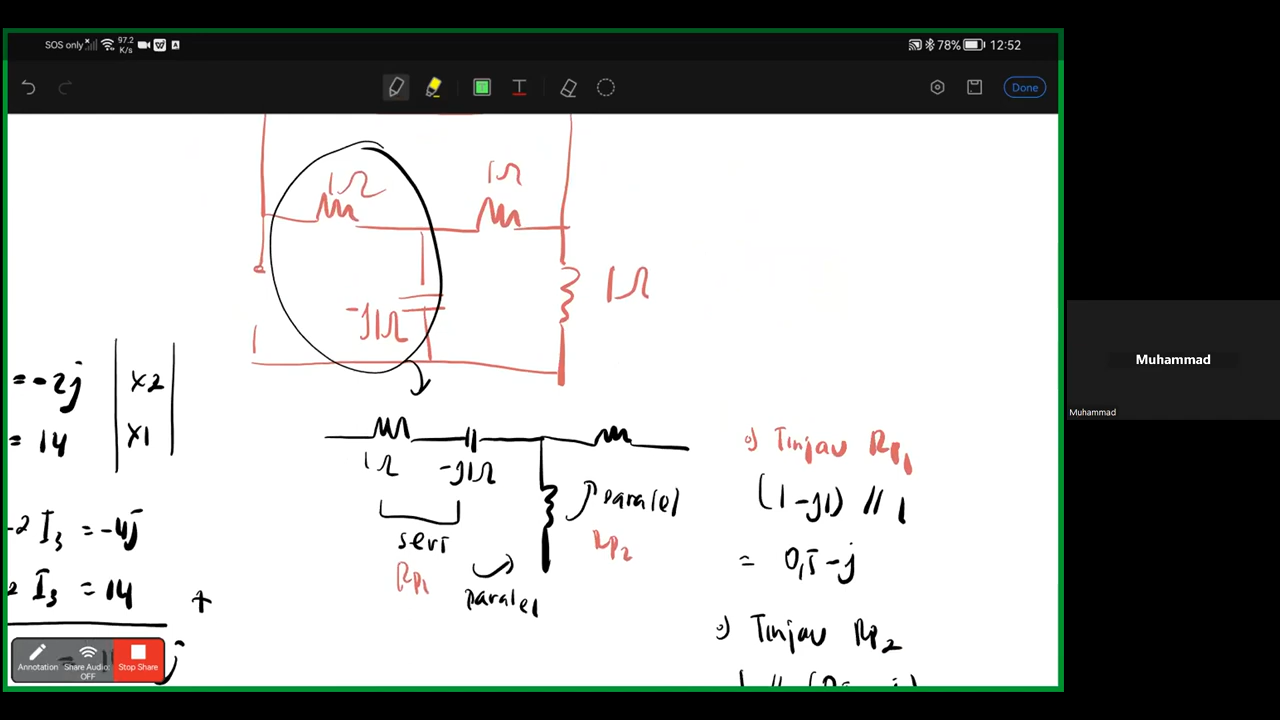 SOS only 97.2 K/s W A 78% 12:52
T Done
1Ω 1Ω
-j1Ω 1Ω
=-2j x2
= 14 x1
1Ω -j1Ω
seri paralel
Rp1 Rp2
paralel
-2 I3 = -4j
2 I3 = 14 +
o) Tinjau Rp1
(1-j1) // 1
= 0,5-j
o) Tinjau Rp2
Annotation Share Audio: OFF Stop Share
Muhammad
Muhammad